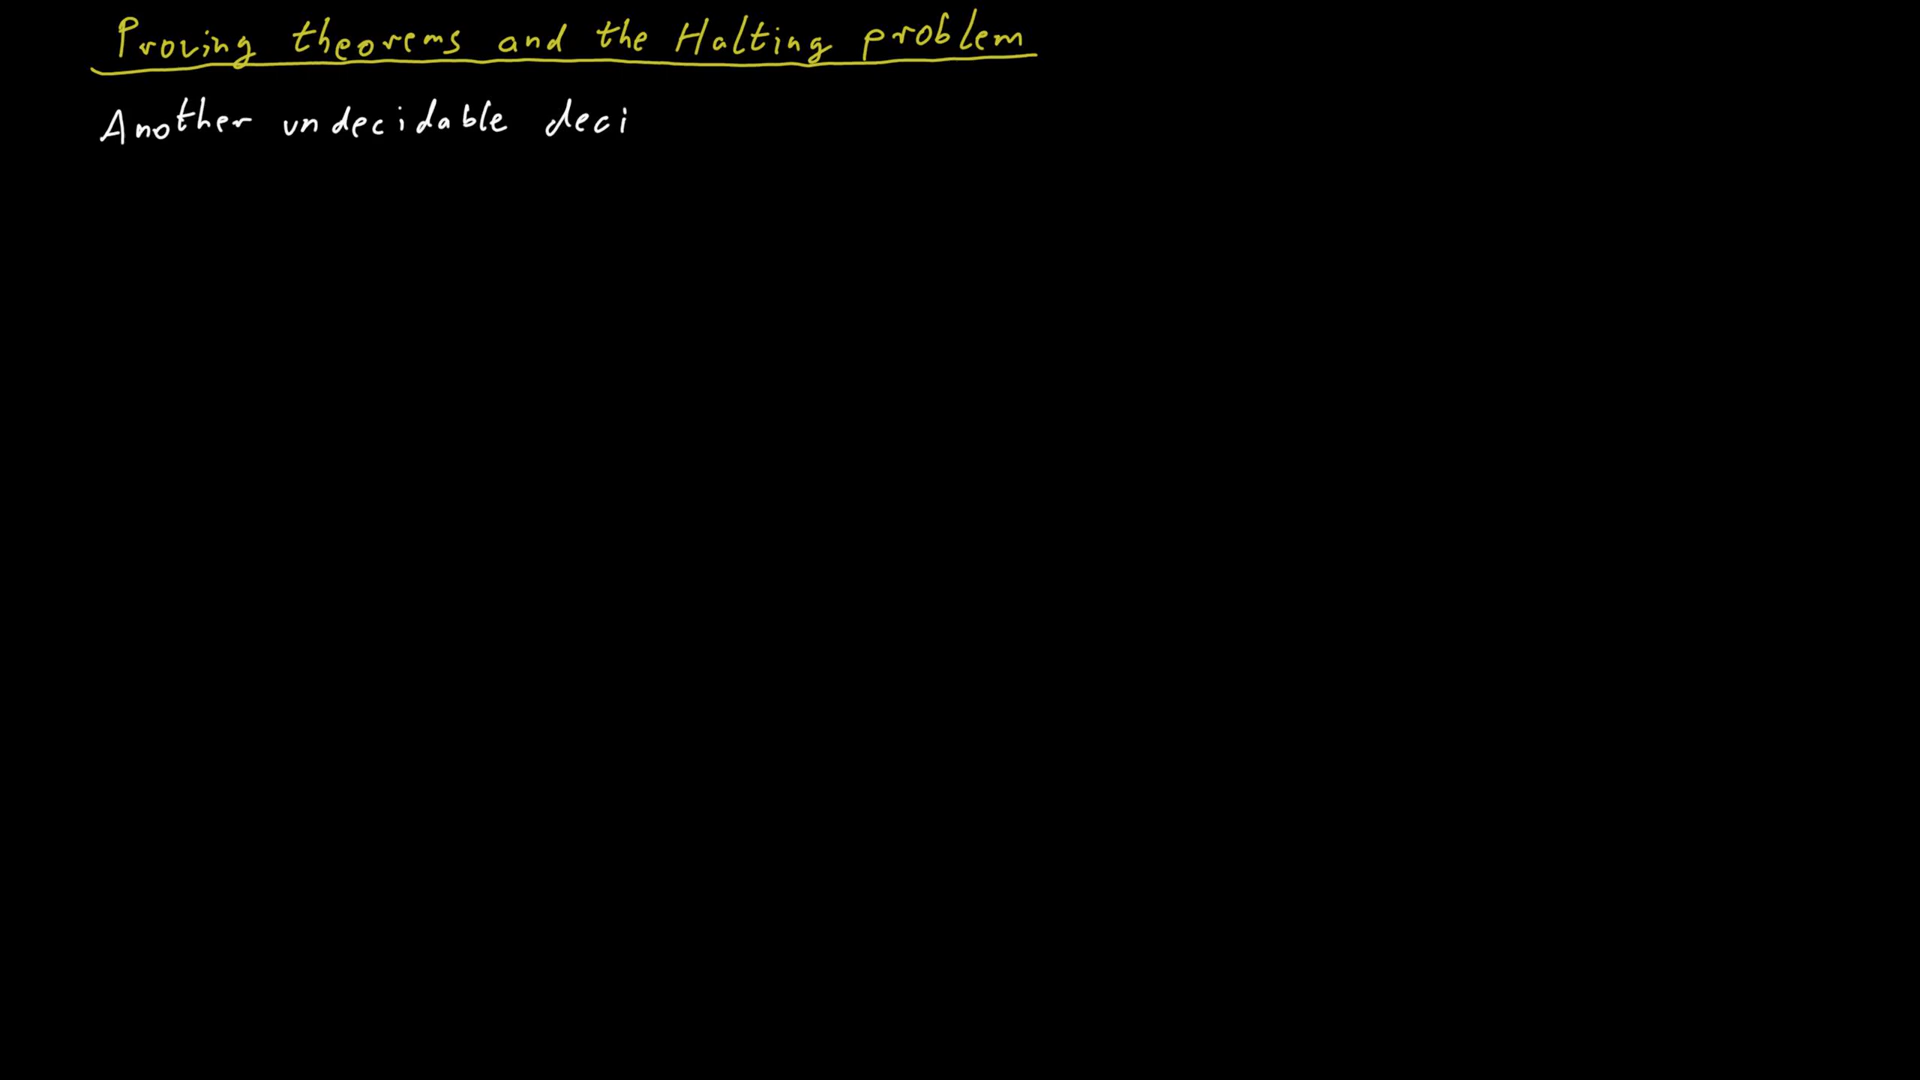 Proving theorems and the Halting problem
Another undecidable deci